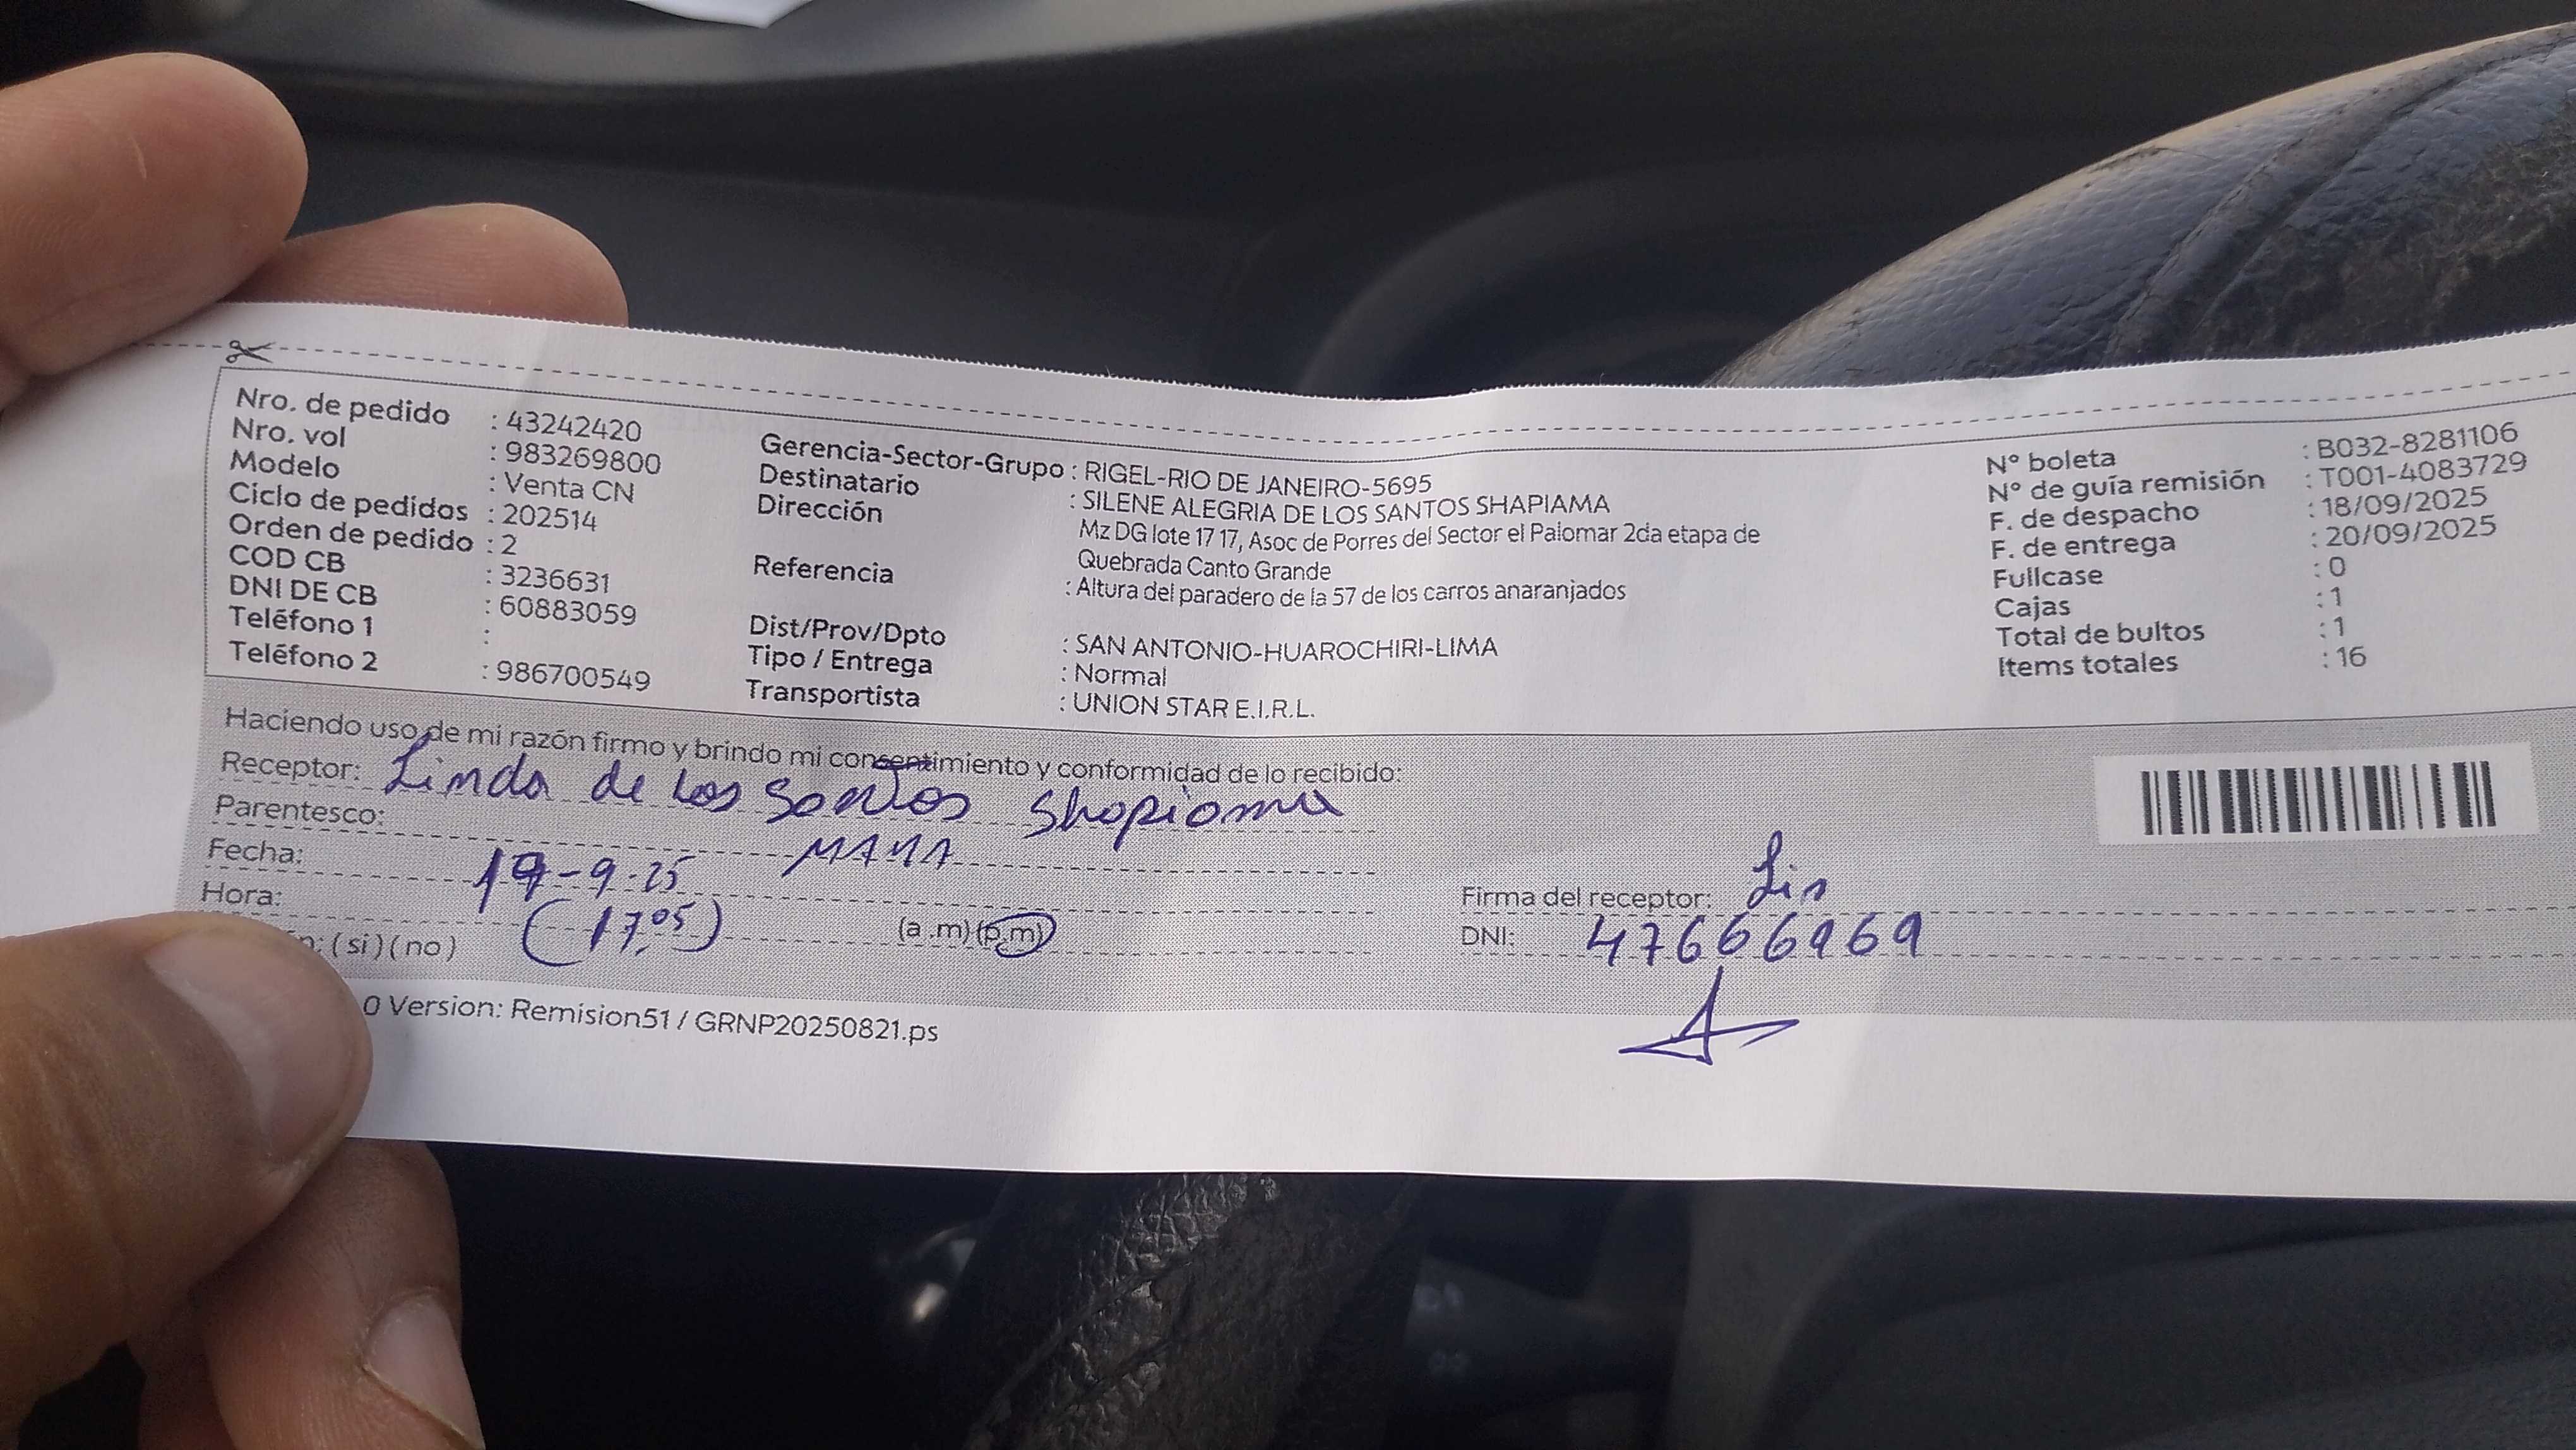 Nro. de pedido : 43242420
Nro. vol : 983269800
Modelo : Venta CN
Ciclo de pedidos : 202514
Orden de pedido : 2
COD CB : 3236631
DNI DE CB : 60883059
Teléfono 1 :
Teléfono 2 : 986700549
Gerencia-Sector-Grupo : RIGEL-RIO DE JANEIRO-5695
Destinatario : SILENE ALEGRIA DE LOS SANTOS SHAPIAMA
Dirección Mz DG lote 17 17, Asoc de Porres del Sector el Palomar 2da etapa de
Quebrada Canto Grande
Referencia : Altura del paradero de la 57 de los carros anaranjados
Dist/Prov/Dpto : SAN ANTONIO-HUAROCHIRI-LIMA
Tipo / Entrega : Normal
Transportista : UNION STAR E.I.R.L.
N° boleta : B032-8281106
N° de guía remisión : T001-4083729
F. de despacho : 18/09/2025
F. de entrega : 20/09/2025
Fullcase : 0
Cajas : 1
Total de bultos : 1
Items totales : 16
Haciendo uso de mi razón firmo y brindo mi consentimiento y conformidad de lo recibido:
Receptor: Linda de los Santos Shapiama
Parentesco: MAMA
Fecha: 19-9-25
Hora: (17:05) (a.m) (p.m)
: (si) (no)
Firma del receptor: Lin
DNI: 47666969
0 Version: Remision51 / GRNP20250821.ps